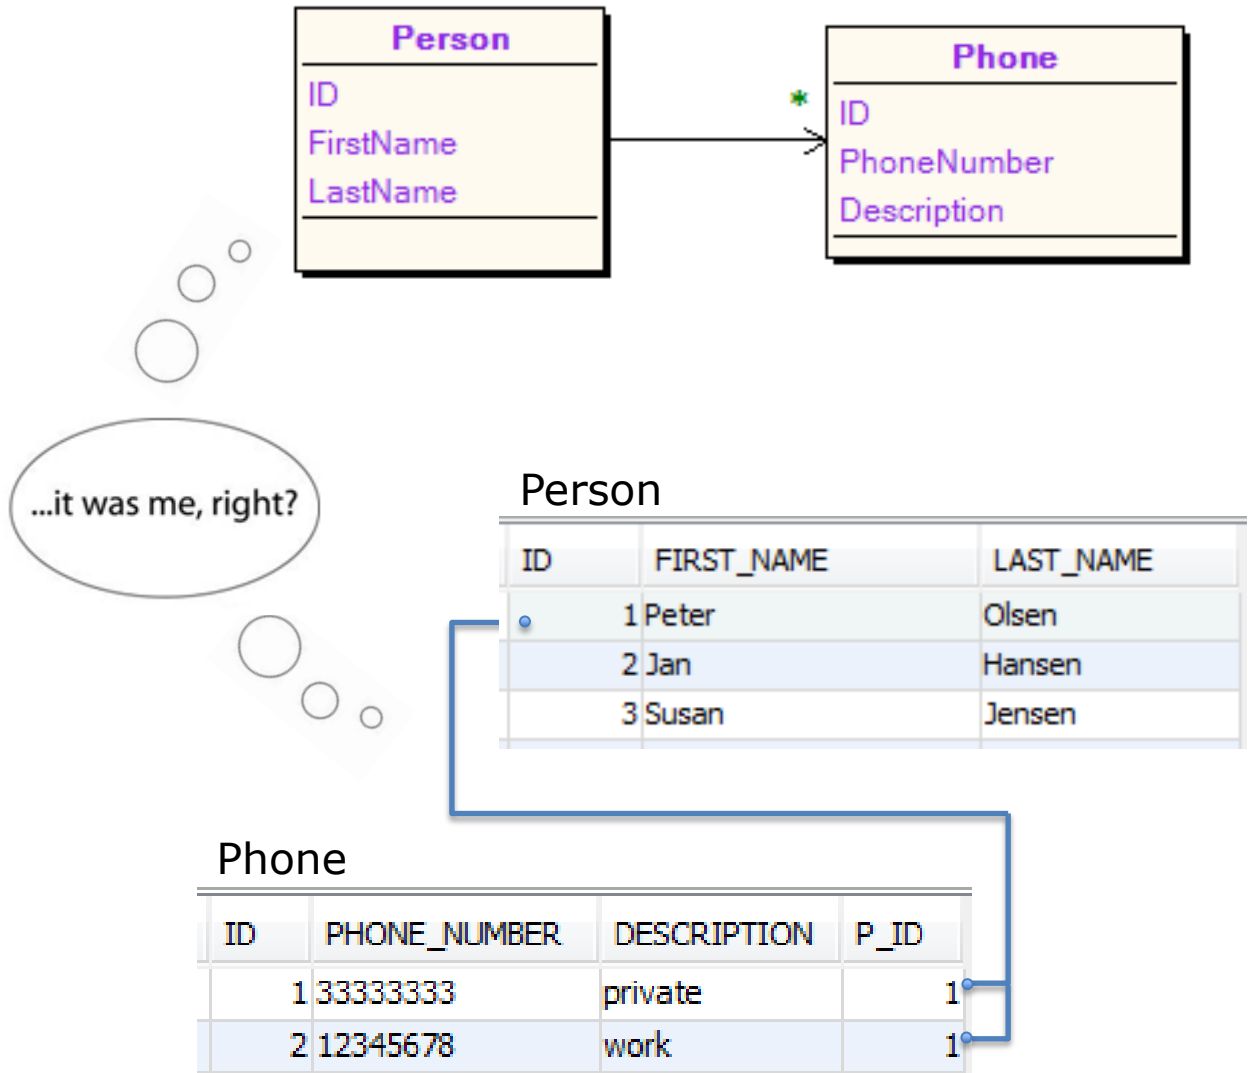 Person
ID
FirstName
LastName
*
Phone
ID
PhoneNumber
Description
...it was me, right?
Person
ID FIRST_NAME LAST_NAME
1 Peter Olsen
2 Jan Hansen
3 Susan Jensen
Phone
ID PHONE_NUMBER DESCRIPTION P_ID
1 33333333 private 1
2 12345678 work 1